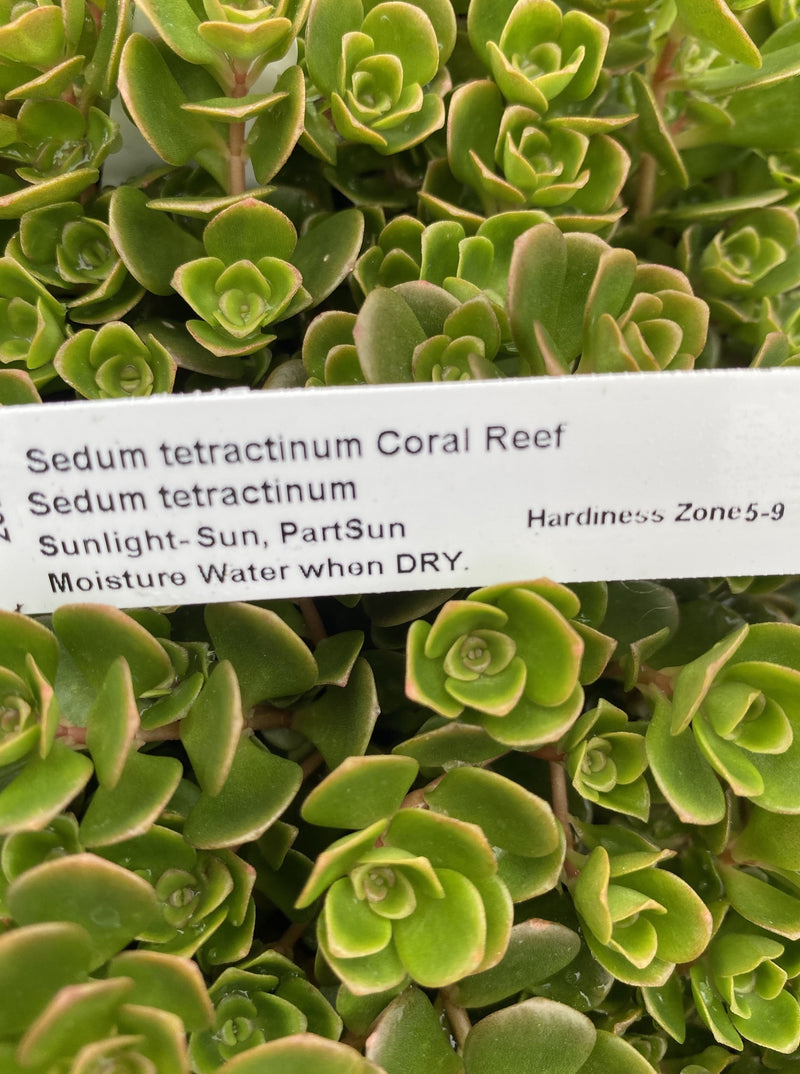 Sedum tetractinum Coral Reef
Sedum tetractinum
Sunlight-Sun, PartSun
Hardiness Zone5-9
Moisture Water when DRY.